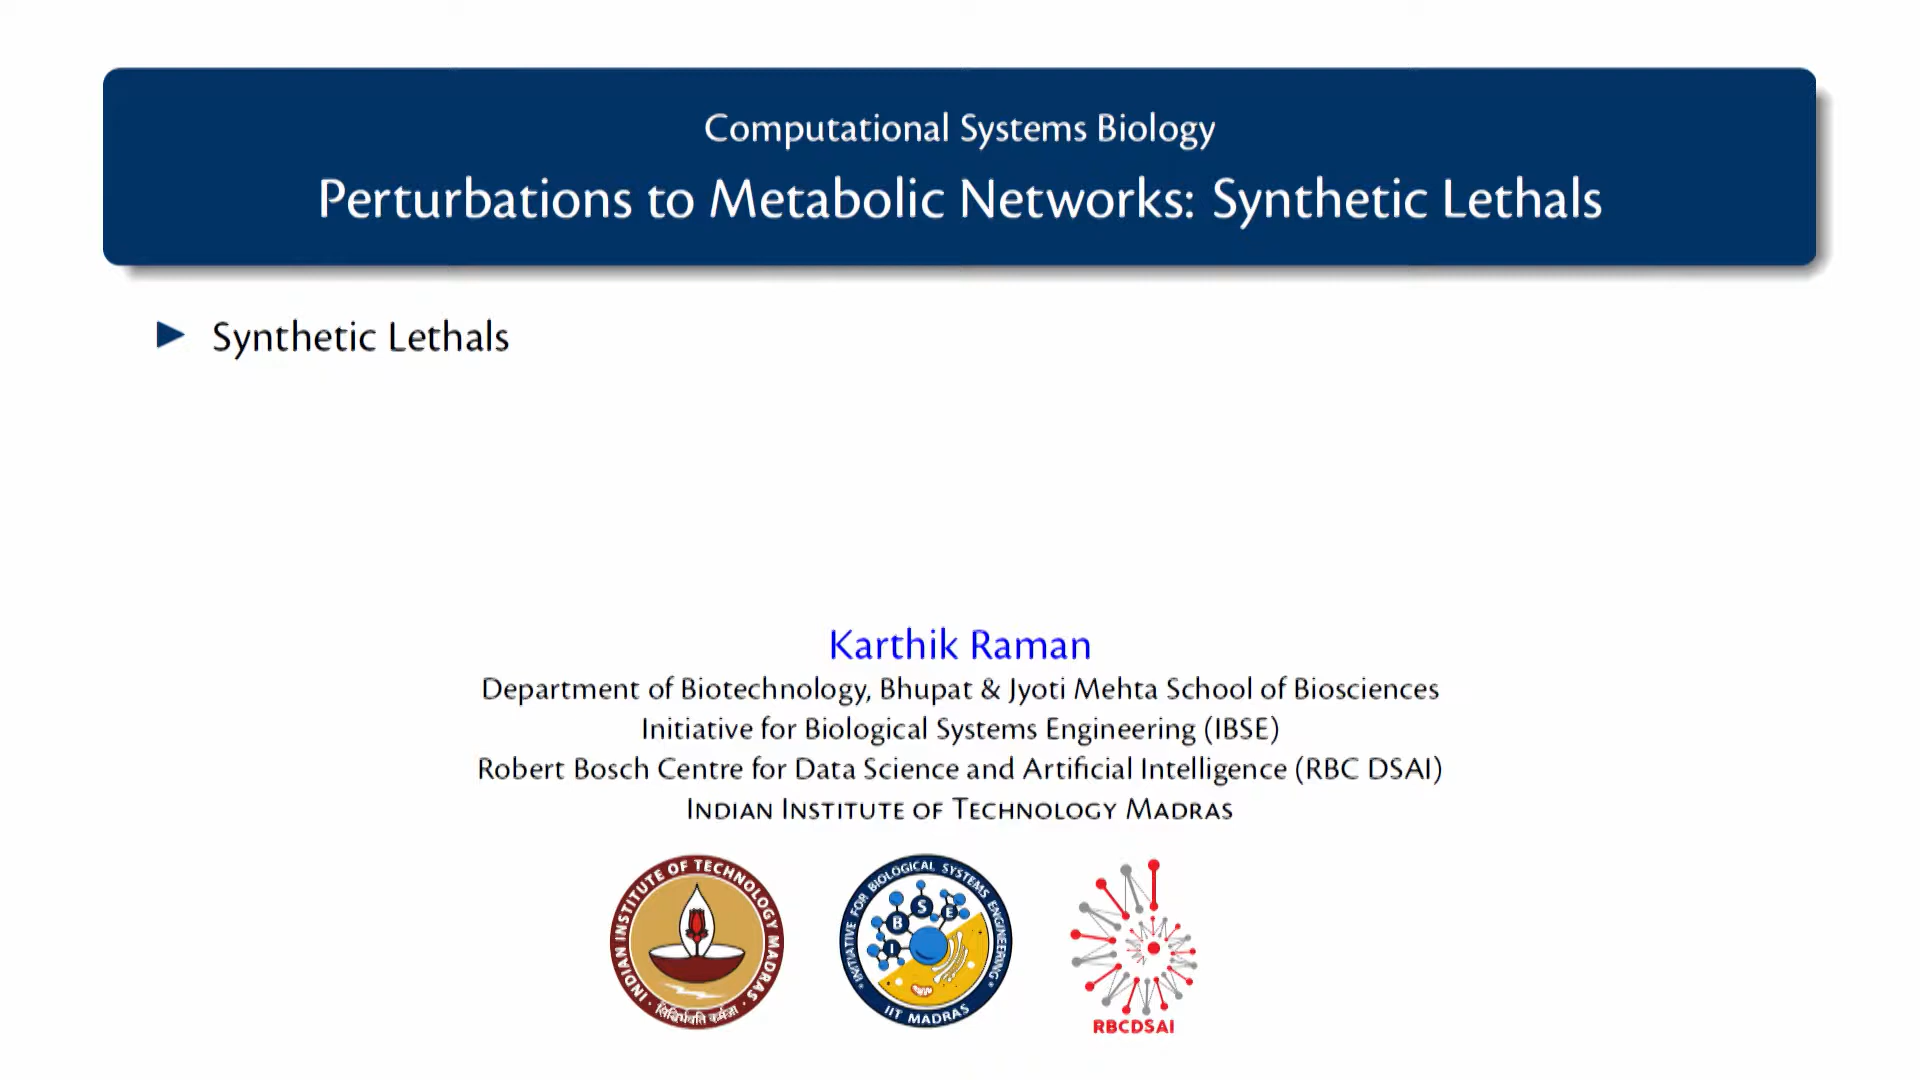 Computational Systems Biology
Perturbations to Metabolic Networks: Synthetic Lethals
Synthetic Lethals
Karthik Raman
Department of Biotechnology, Bhupat & Jyoti Mehta School of Biosciences
Initiative for Biological Systems Engineering (IBSE)
Robert Bosch Centre for Data Science and Artificial Intelligence (RBC DSAI)
INDIAN INSTITUTE OF TECHNOLOGY MADRAS
INDIAN INSTITUTE OF TECHNOLOGY MADRAS
सिद्धिर्भवति कर्मजा
INITIATIVE FOR BIOLOGICAL SYSTEMS ENGINEERING
I B S E
IIT MADRAS
RBCDSAI